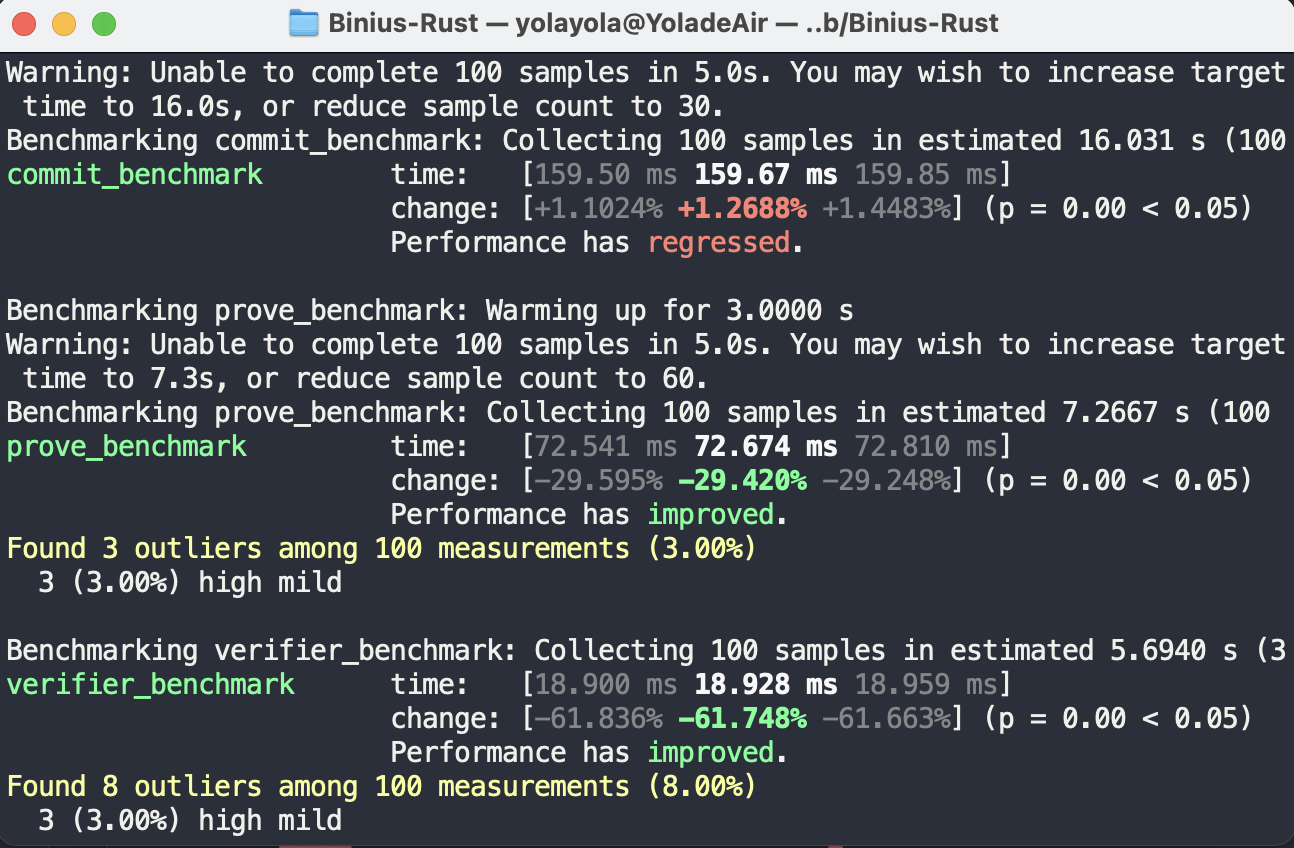 Binius-Rust — yolayola@YoladeAir — ..b/Binius-Rust
Warning: Unable to complete 100 samples in 5.0s. You may wish to increase target
time to 16.0s, or reduce sample count to 30.
Benchmarking commit_benchmark: Collecting 100 samples in estimated 16.031 s (100
commit_benchmark        time:   [159.50 ms 159.67 ms 159.85 ms]
                        change: [+1.1024% +1.2688% +1.4483%] (p = 0.00 < 0.05)
                        Performance has regressed.

Benchmarking prove_benchmark: Warming up for 3.0000 s
Warning: Unable to complete 100 samples in 5.0s. You may wish to increase target
time to 7.3s, or reduce sample count to 60.
Benchmarking prove_benchmark: Collecting 100 samples in estimated 7.2667 s (100
prove_benchmark         time:   [72.541 ms 72.674 ms 72.810 ms]
                        change: [−29.595% −29.420% −29.248%] (p = 0.00 < 0.05)
                        Performance has improved.
Found 3 outliers among 100 measurements (3.00%)
  3 (3.00%) high mild

Benchmarking verifier_benchmark: Collecting 100 samples in estimated 5.6940 s (3
verifier_benchmark      time:   [18.900 ms 18.928 ms 18.959 ms]
                        change: [−61.836% −61.748% −61.663%] (p = 0.00 < 0.05)
                        Performance has improved.
Found 8 outliers among 100 measurements (8.00%)
  3 (3.00%) high mild